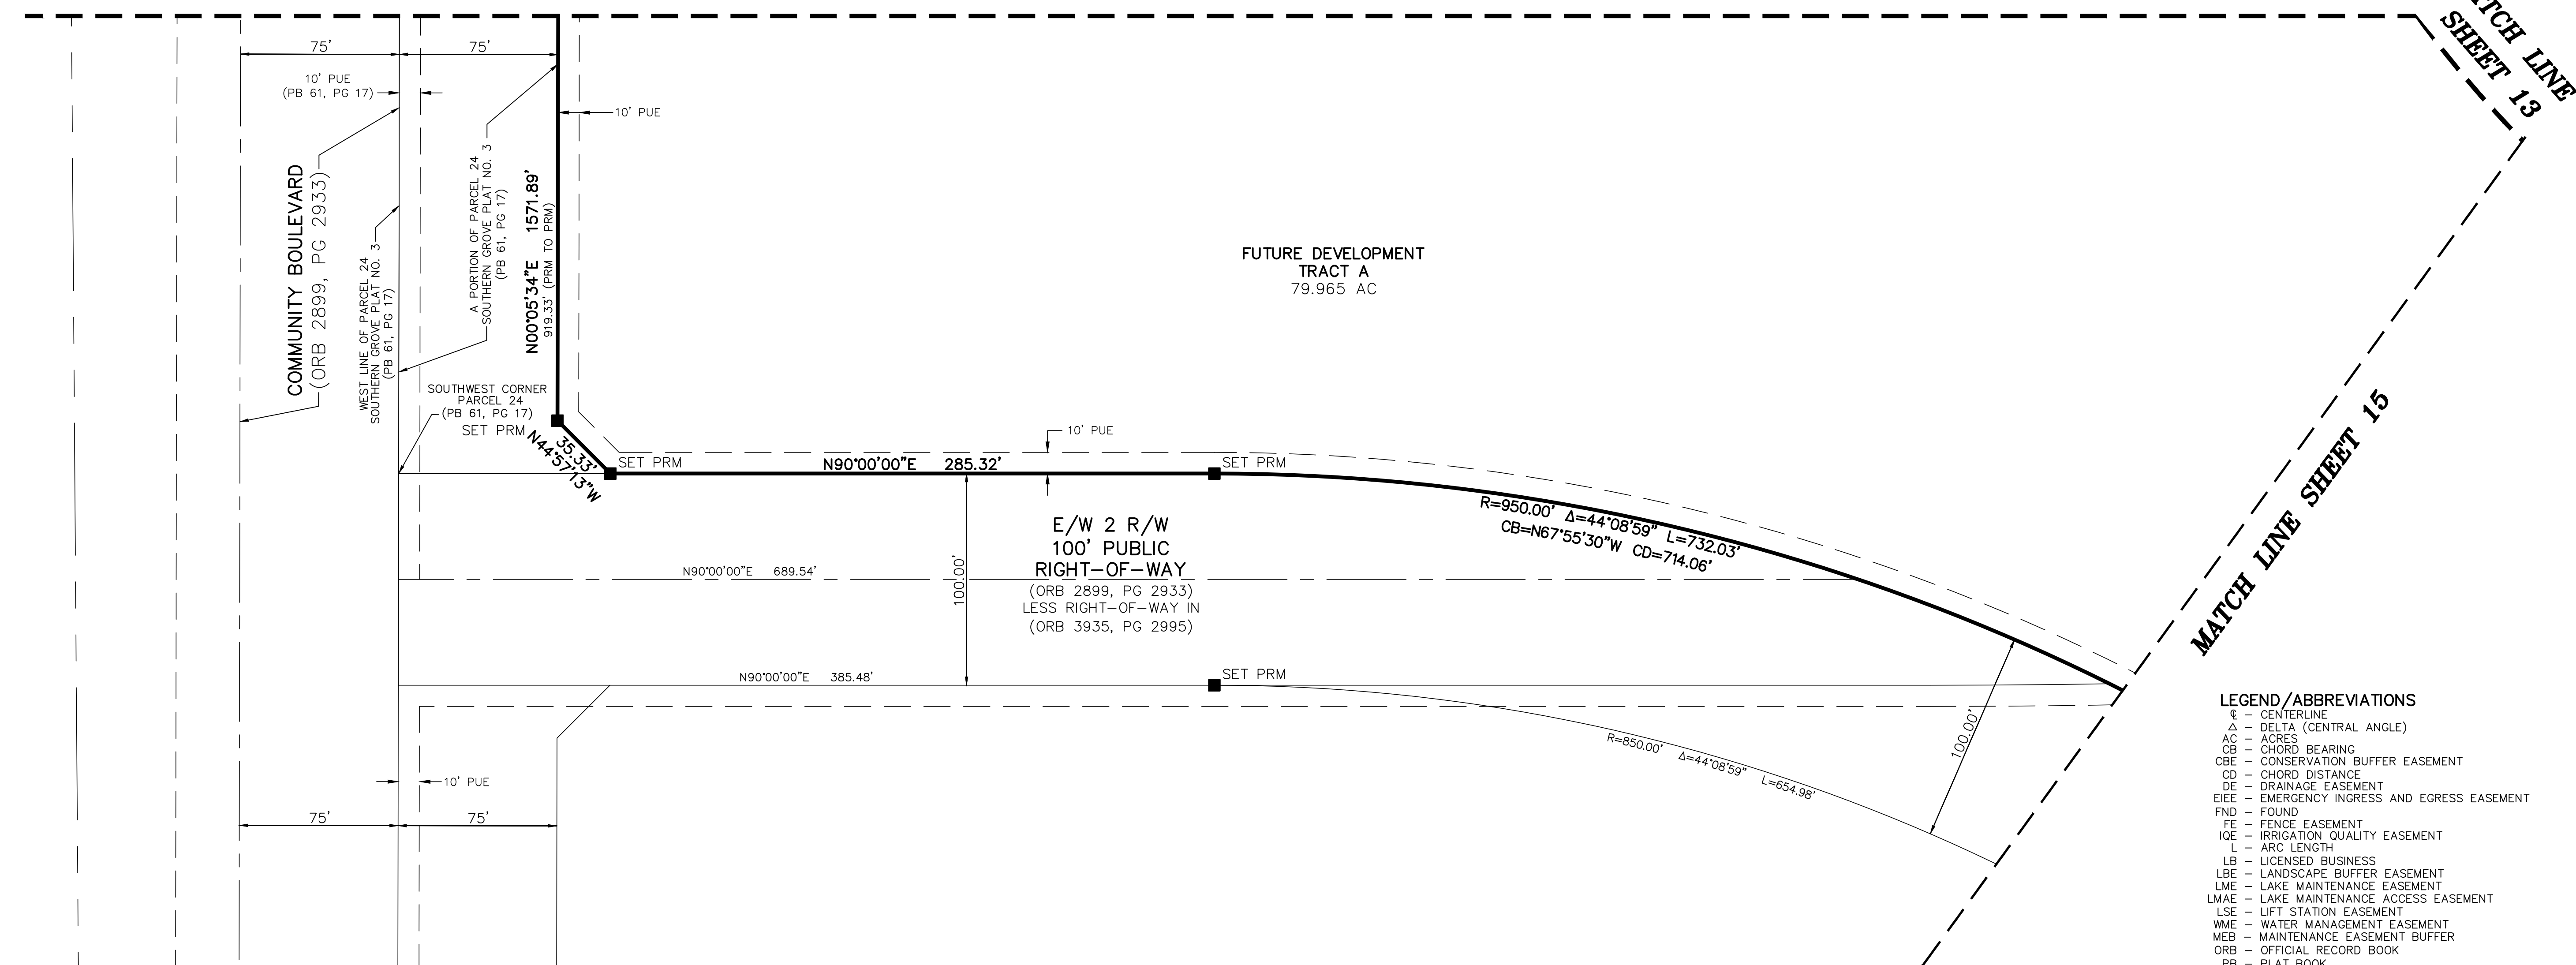 MATCH LINE
SHEET 13
75'
75'
10' PUE
(PB 61, PG 17)
10' PUE
COMMUNITY BOULEVARD
(ORB 2899, PG 2933)
WEST LINE OF PARCEL 24
SOUTHERN GROVE PLAT NO. 3
(PB 61, PG 17)
A PORTION OF PARCEL 24
SOUTHERN GROVE PLAT NO. 3
(PB 61, PG 17)
N00°05'34"E 1571.89'
919.33' (PRM TO PRM)
FUTURE DEVELOPMENT
TRACT A
79.965 AC
SOUTHWEST CORNER
PARCEL 24
(PB 61, PG 17)
SET PRM
35.33'
N44°57'13"W
SET PRM
N90°00'00"E 285.32'
10' PUE
SET PRM
R=950.00' Δ=44°08'59" L=732.03'
CB=N67°55'30"W CD=714.06'
MATCH LINE SHEET 15
E/W 2 R/W
100' PUBLIC
RIGHT-OF-WAY
(ORB 2899, PG 2933)
LESS RIGHT-OF-WAY IN
(ORB 3935, PG 2995)
100.00'
N90°00'00"E 689.54'
N90°00'00"E 385.48'
SET PRM
R=850.00' Δ=44°08'59" L=654.98'
100.00'
10' PUE
75'
75'
LEGEND/ABBREVIATIONS
℄ - CENTERLINE
Δ - DELTA (CENTRAL ANGLE)
AC - ACRES
CB - CHORD BEARING
CBE - CONSERVATION BUFFER EASEMENT
CD - CHORD DISTANCE
DE - DRAINAGE EASEMENT
EIEE - EMERGENCY INGRESS AND EGRESS EASEMENT
FND - FOUND
FE - FENCE EASEMENT
IQE - IRRIGATION QUALITY EASEMENT
L - ARC LENGTH
LB - LICENSED BUSINESS
LBE - LANDSCAPE BUFFER EASEMENT
LME - LAKE MAINTENANCE EASEMENT
LMAE - LAKE MAINTENANCE ACCESS EASEMENT
LSE - LIFT STATION EASEMENT
WME - WATER MANAGEMENT EASEMENT
MEB - MAINTENANCE EASEMENT BUFFER
ORB - OFFICIAL RECORD BOOK
PB - PLAT BOOK